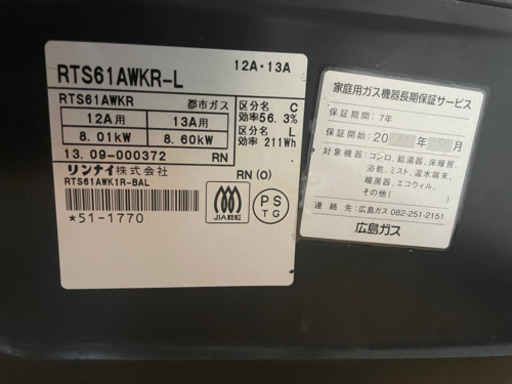 RTS61AWKR-L
12A・13A
RTS61AWKR
都市ガス
12A用
13A用
8.01kW
8.60kW
区分名 C
効率56.3%
区分名 L
効率 211Wh
13.09-000372
RN
リンナイ株式会社
RTS61AWK1R-BAL
RN (O)
*51-1770
JIA認証
PS
TG
家庭用ガス機器長期保証サービス
保証期間:7年
保証開始:20 年 月
対象機器:コンロ、給湯器、床暖房、
浴乾、ミスト、温水端末、
暖房器、エコウィル、
その他( )
連絡先:広島ガス 082-251-2151
広島ガス